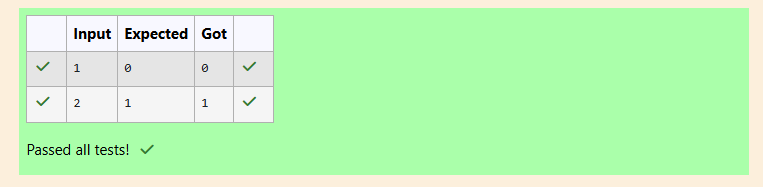 Input Expected Got
1 0 0
2 1 1
Passed all tests!